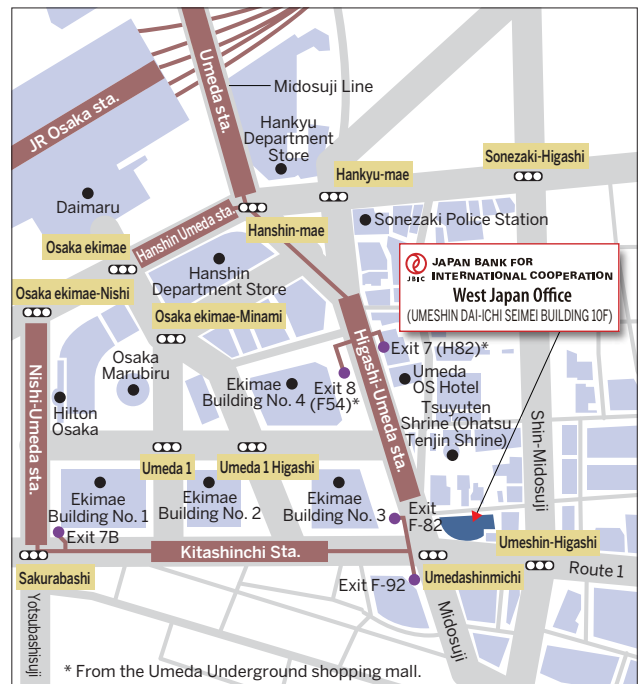 Umeda sta.
Midosuji Line
JR Osaka sta.
Hankyu
Department
Store
Sonezaki-Higashi
Hankyu-mae
Daimaru
Hanshin Umeda sta.
Hanshin-mae
Sonezaki Police Station
Osaka ekimae
Hanshin
Department Store
JBIC
JAPAN BANK FOR
INTERNATIONAL COOPERATION
West Japan Office
(UMESHIN DAI-ICHI SEIMEI BUILDING 10F)
Osaka ekimae-Nishi
Osaka ekimae-Minami
Higashi-Umeda sta.
Exit 7 (H82)*
Nishi-Umeda sta.
Osaka
Marubiru
Ekimae
Building No. 4
Exit 8
(F54)*
Umeda
OS Hotel
Hilton
Osaka
Tsuyuten
Shrine (Ohatsu
Tenjin Shrine)
Shin-Midosuji
Umeda 1
Umeda 1 Higashi
Ekimae
Building No. 1
Ekimae
Building No. 2
Ekimae
Building No. 3
Exit
F-82
Exit 7B
Kitashinchi Sta.
Umeshin-Higashi
Sakurabashi
Umedashinmichi
Route 1
Exit F-92
Yotsubashisuji
Midosuji
* From the Umeda Underground shopping mall.